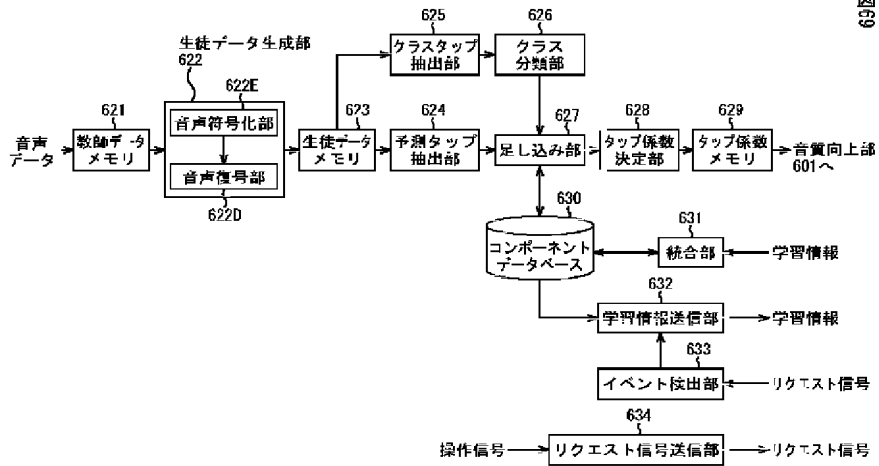 図69
625
626
生徒データ生成部
622
クラスタップ
抽出部
クラス
分類部
622E
621
623
624
627
628
629
音声
データ
教師データ
メモリ
音声符号化部
音声復号部
622D
生徒データ
メモリ
予測タップ
抽出部
足し込み部
タップ係数
決定部
タップ係数
メモリ
音質向上部
601へ
630
コンポーネント
データベース
631
統合部
学習情報
632
学習情報送信部
学習情報
633
イベント検出部
リクエスト信号
634
操作信号
リクエスト信号送信部
リクエスト信号